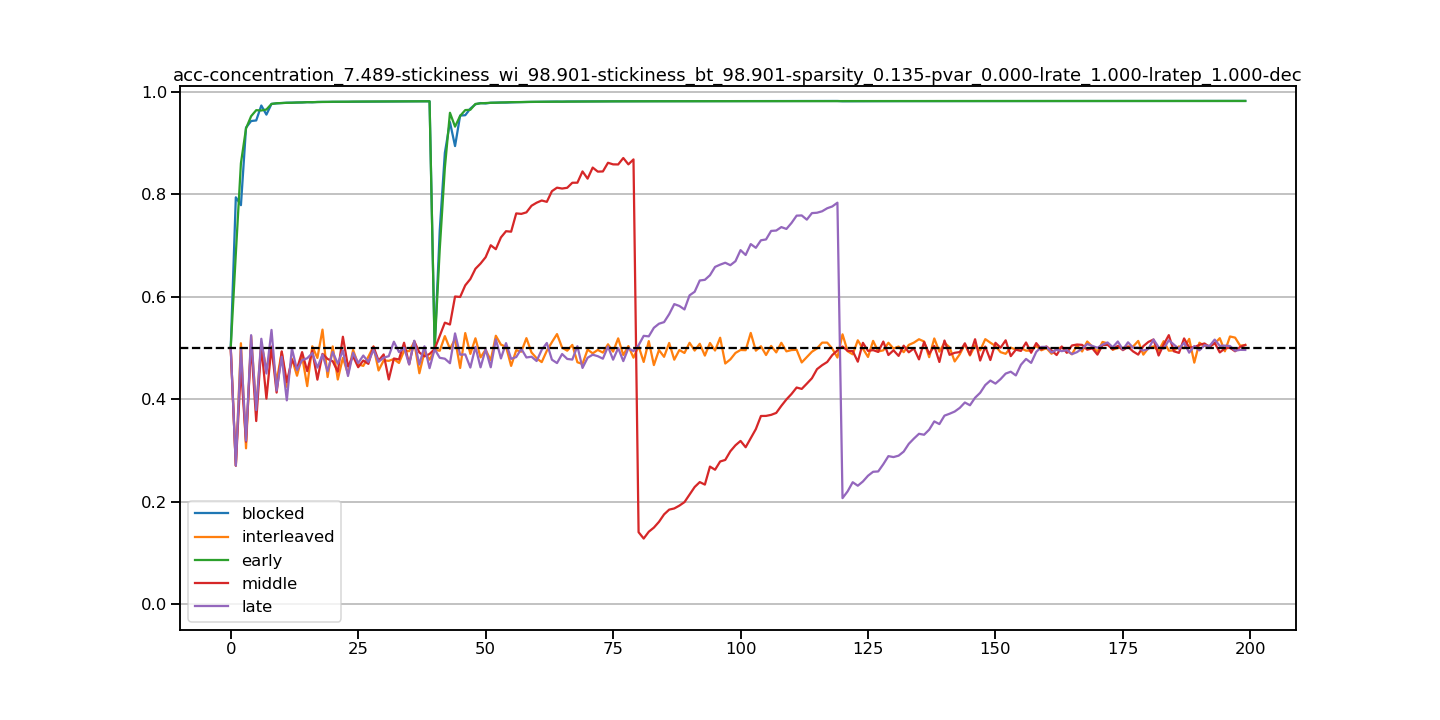 acc-concentration_7.489-stickiness_wi_98.901-stickiness_bt_98.901-sparsity_0.135-pvar_0.000-lrate_1.000-lratep_1.000-dec
1.0
0.8
0.6
0.4
0.2
0.0
blocked
interleaved
early
middle
late
0 25 50 75 100 125 150 175 200